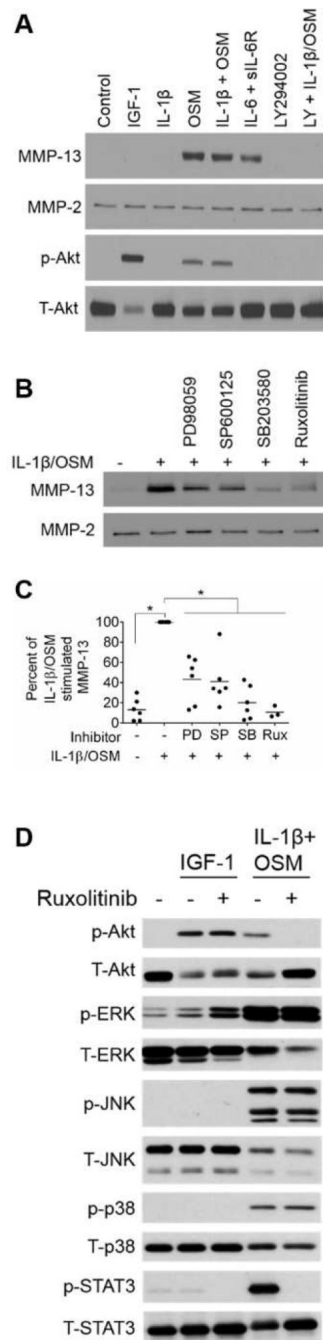 A
Control
IGF-1
IL-1β
OSM
IL-1β + OSM
IL-6 + sIL-6R
LY294002
LY + IL-1β/OSM
MMP-13
MMP-2
p-Akt
T-Akt
B
PD98059
SP600125
SB203580
Ruxolitinib
IL-1β/OSM - + + + + +
MMP-13
MMP-2
C
* *
Percent of
IL-1β/OSM
stimulated
MMP-13
100
80
60
40
20
0
Inhibitor - - PD SP SB Rux
IL-1β/OSM - + + + + +
D
IL-1β+
IGF-1 OSM
Ruxolitinib - - + - +
p-Akt
T-Akt
p-ERK
T-ERK
p-JNK
T-JNK
p-p38
T-p38
p-STAT3
T-STAT3